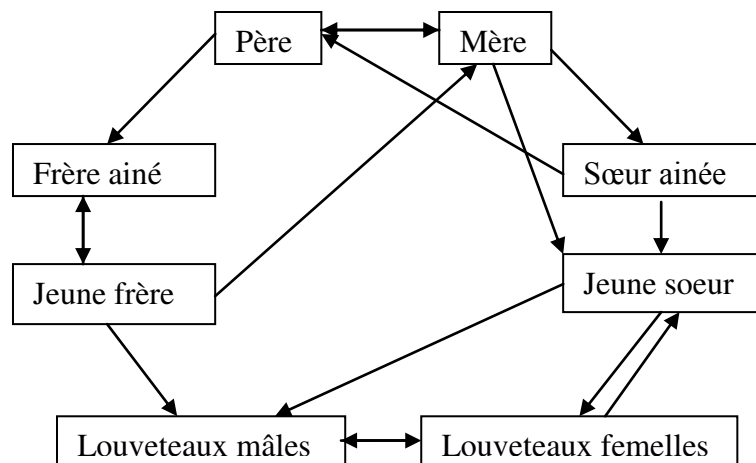 Père
Mère
Frère ainé
Sœur ainée
Jeune frère
Jeune soeur
Louveteaux mâles
Louveteaux femelles